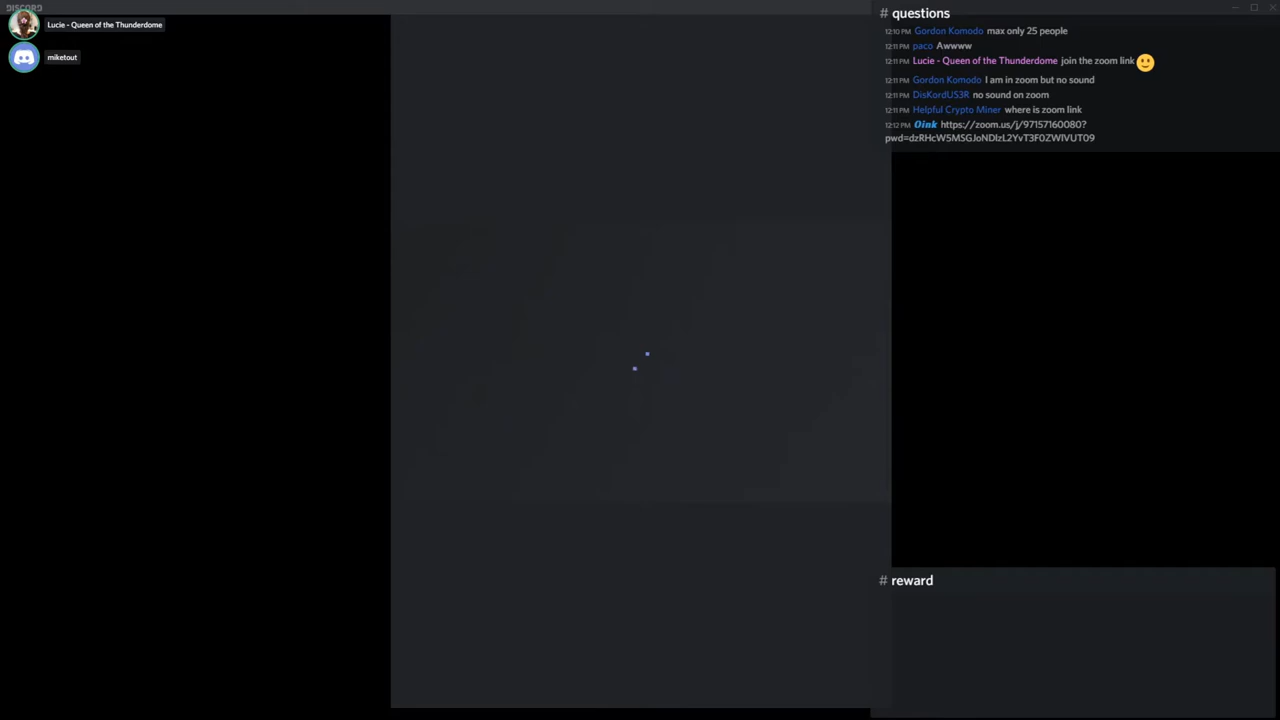 DISCORD
Lucie - Queen of the Thunderdome
miketout
# questions
12:10 PM Gordon Komodo max only 25 people
12:11 PM paco Awwww
12:11 PM Lucie - Queen of the Thunderdome join the zoom link
12:11 PM Gordon Komodo I am in zoom but no sound
12:11 PM DisKordUS3R no sound on zoom
12:11 PM Helpful Crypto Miner where is zoom link
12:12 PM Oink https://zoom.us/j/97157160080?
pwd=dzRHcW5MSGJoNDlzL2YvT3F0ZWlVUT09
# reward